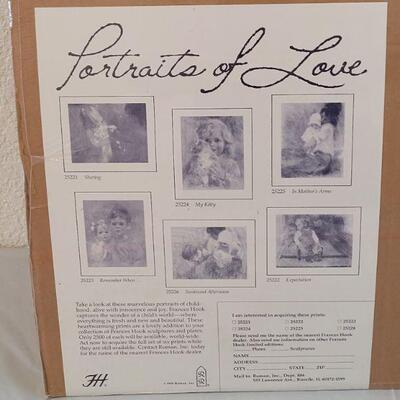 Portraits of Love
25221 Sharing
25224 My Kitty
25225 In Mother's Arms
25223 Remember When . . .
25226 Sunkissed Afternoon
25222 Expectation
Take a look at these marvelous portraits of child-
hood, alive with innocence and joy. Frances Hook
captures the wonder of a child's world—where
everything is fresh and new and beautiful. These
heartwarming prints are a lovely addition to your
collection of Frances Hook sculptures and plates.
Only 2500 of each will be available, world-wide.
Act now to acquire the full set of six prints while
they are still available. Contact Roman, Inc. today
for the name of the nearest Frances Hook dealer.
FH
Roman, Inc.
I am interested in acquiring these prints:
25221 25223 25222
25224 25225 25226
Please send me the name of the nearest Frances Hook
dealer. Also send me information on other Frances
Hook limited editions:
Plates Sculptures
NAME
ADDRESS
CITY STATE ZIP
Mail to: Roman, Inc., Dept.
555 Lawrence Ave., Roselle, IL 60172-1599